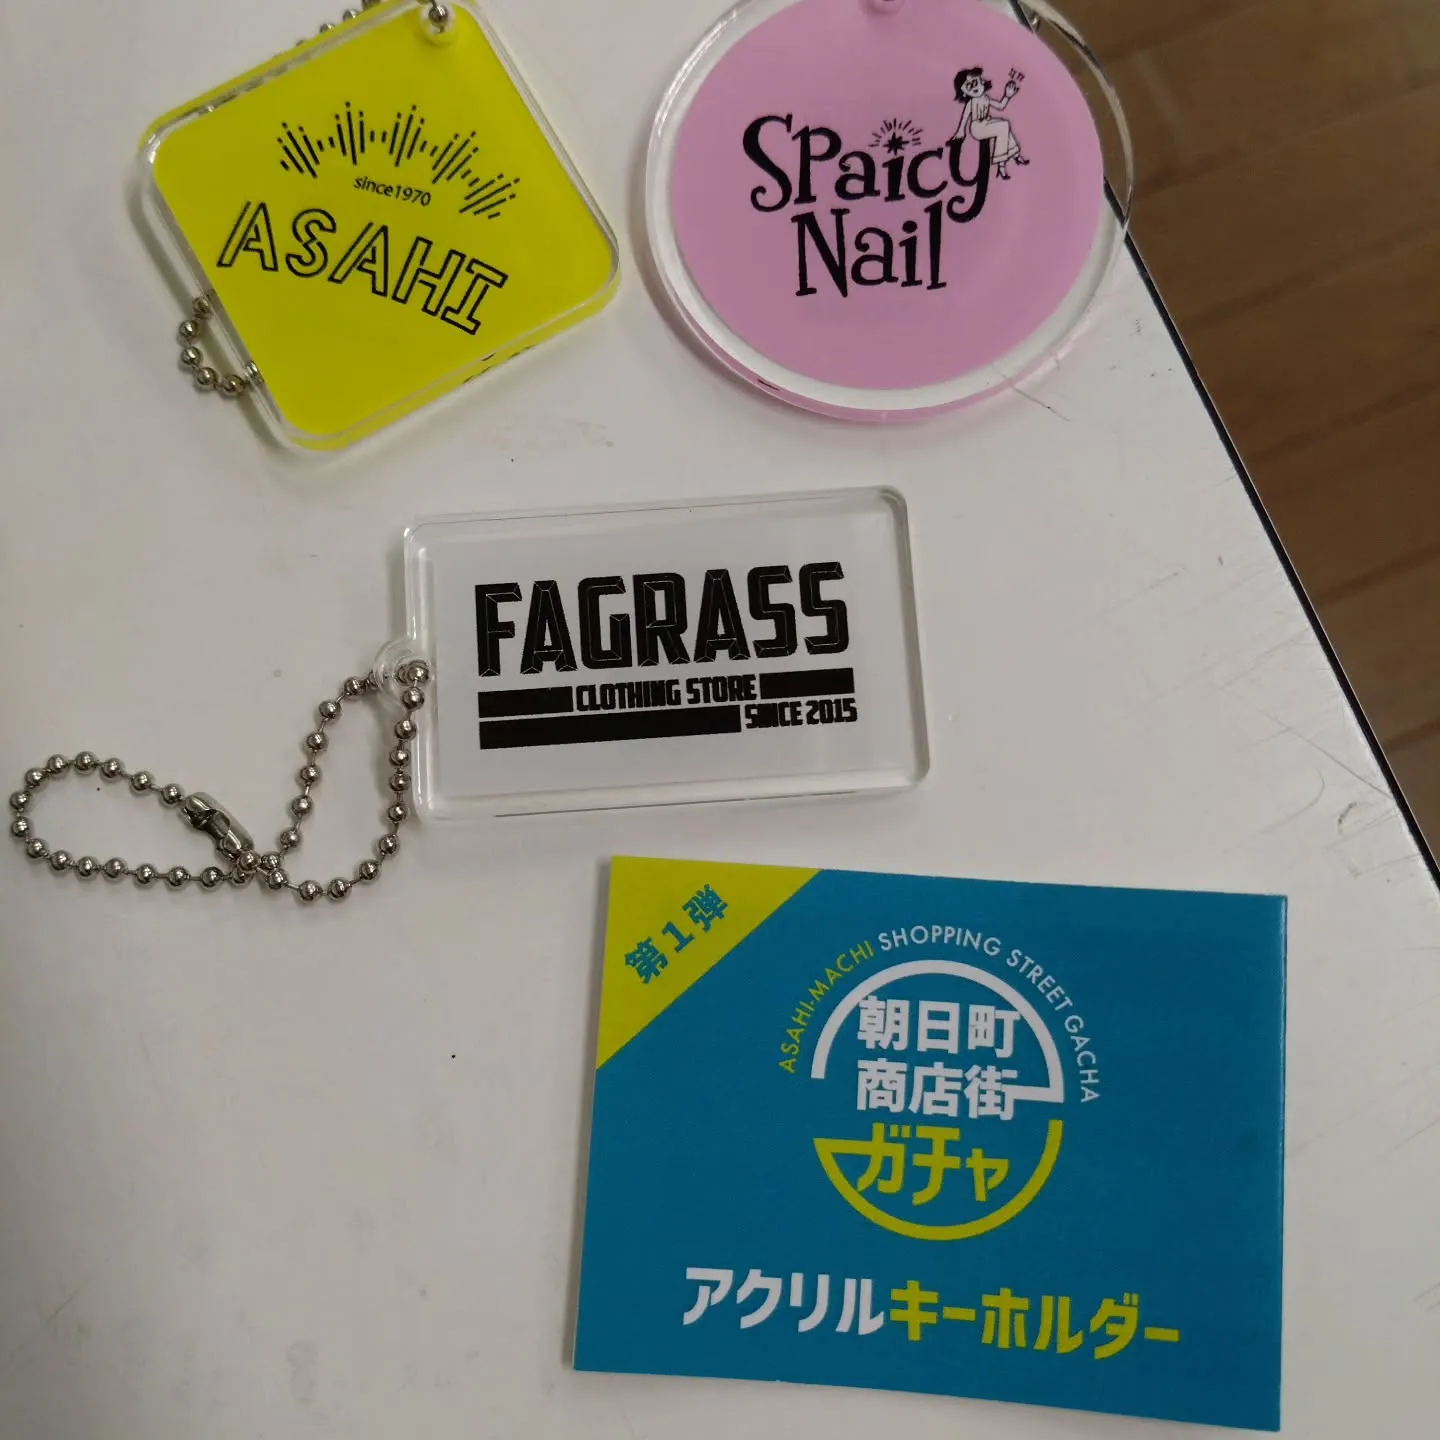 since1970
ASAHI
SPaicy
Nail
FAGRASS
CLOTHING STORE
SINCE 2015
第1弾
ASAHI-MACHI SHOPPING STREET GACHA
朝日町
商店街
ガチャ
アクリルキーホルダー